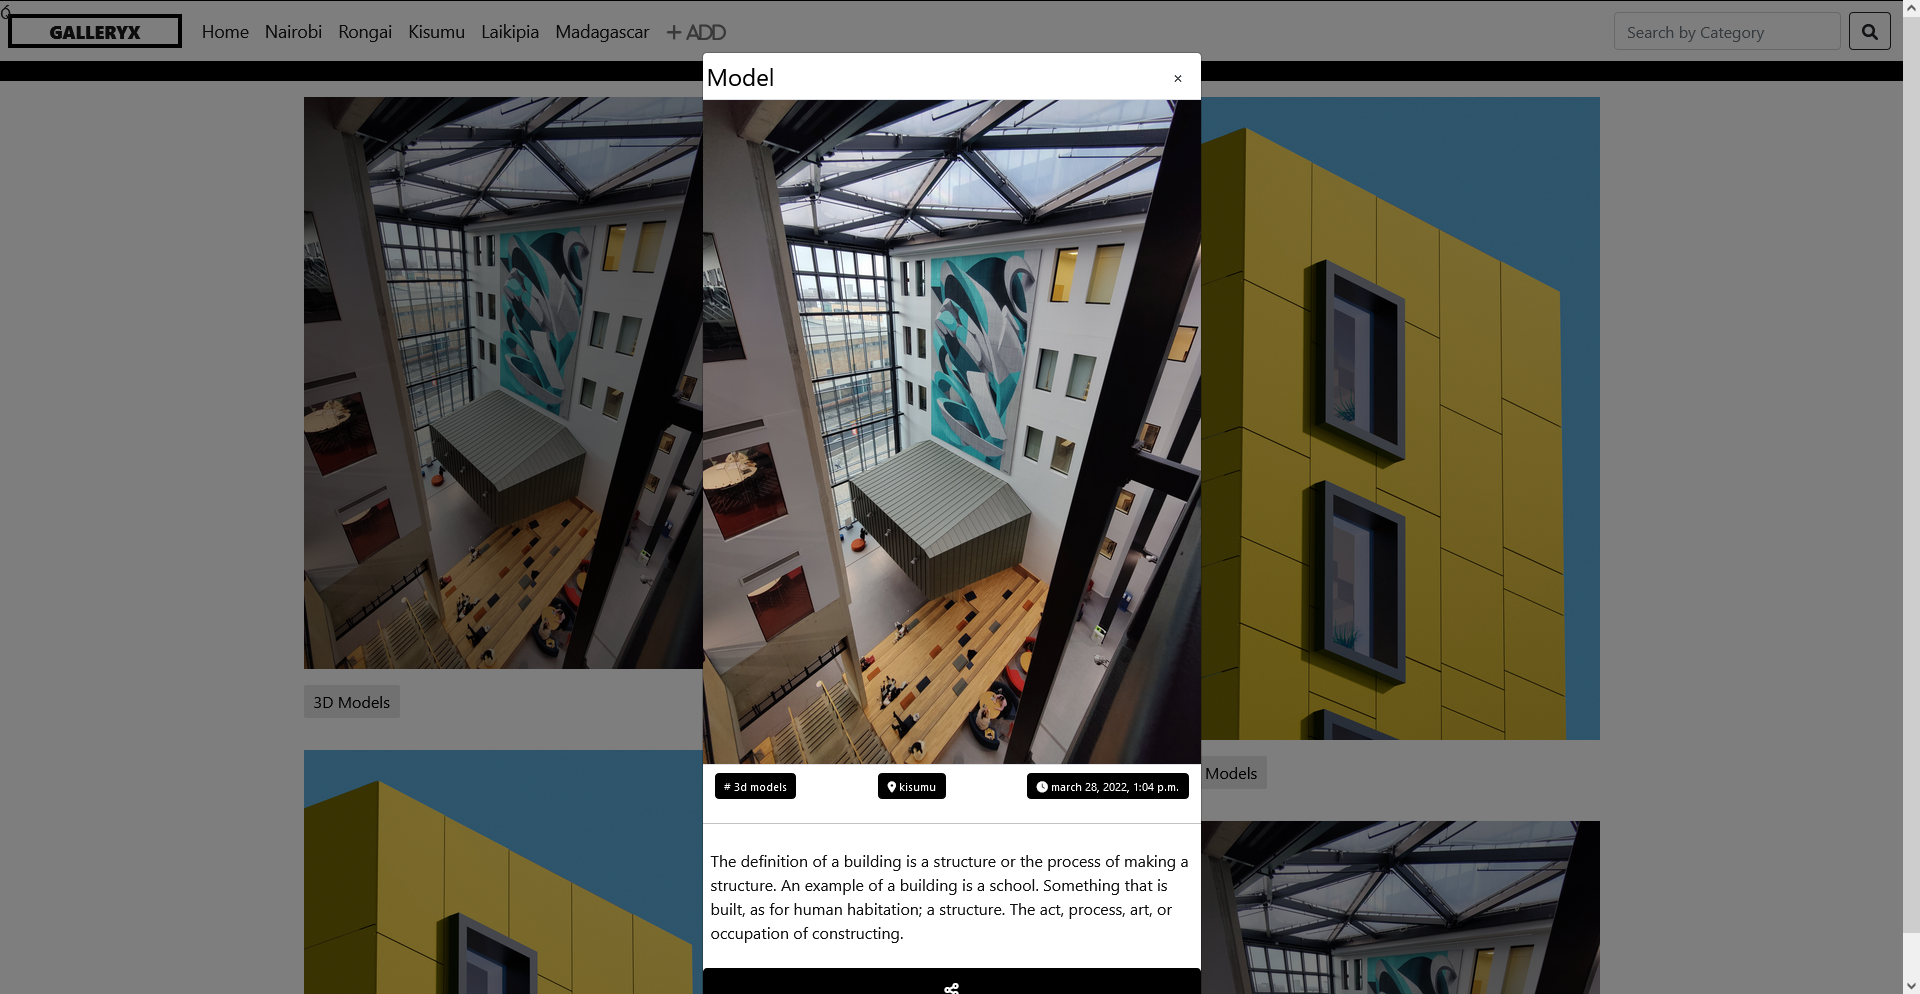 6
GALLERYX Home Nairobi Rongai Kisumu Laikipia Madagascar + ADD Search by Category
Model ×
3D Models
Models
# 3d models kisumu march 28, 2022, 1:04 p.m.
The definition of a building is a structure or the process of making a
structure. An example of a building is a school. Something that is
built, as for human habitation; a structure. The act, process, art, or
occupation of constructing.